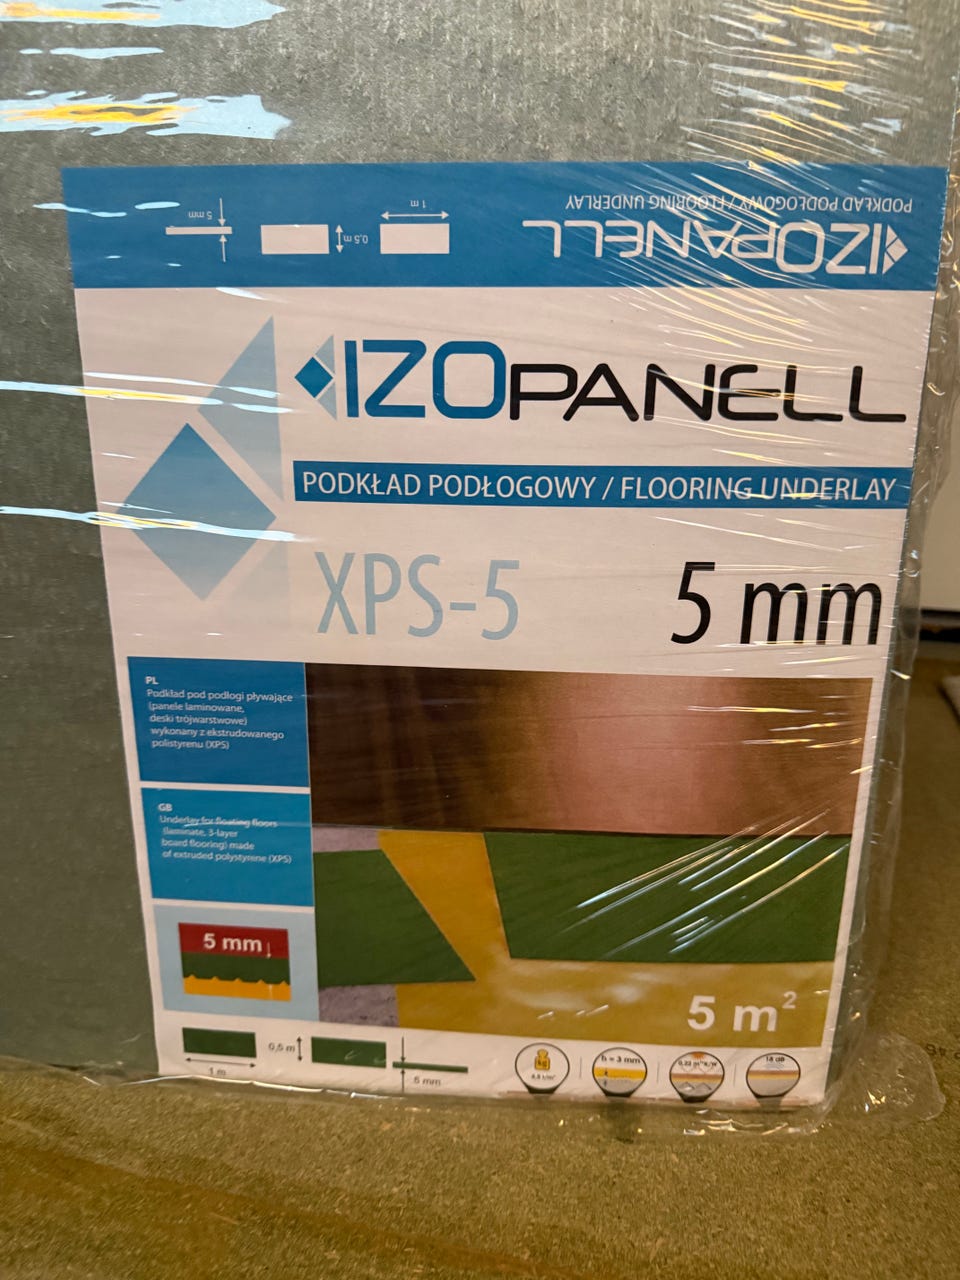 PODKŁAD PODŁOGOWY / FLOORING UNDERLAY
IZOPANELL
1 m
0,5 m
5 mm
IZOPANELL
PODKŁAD PODŁOGOWY / FLOORING UNDERLAY
XPS-5
5 mm
PL
Podkład pod podłogi pływające
(panele laminowane,
deski trójwarstwowe)
wykonany z ekstrudowanego
polistyrenu (XPS)
GB
Underlay for floating floors
(laminate, 3-layer
board flooring) made
of extruded polystyrene (XPS)
5 mm
5 m²
1 m
0,5 m
5 mm
kg
h = 3 mm
18 dB